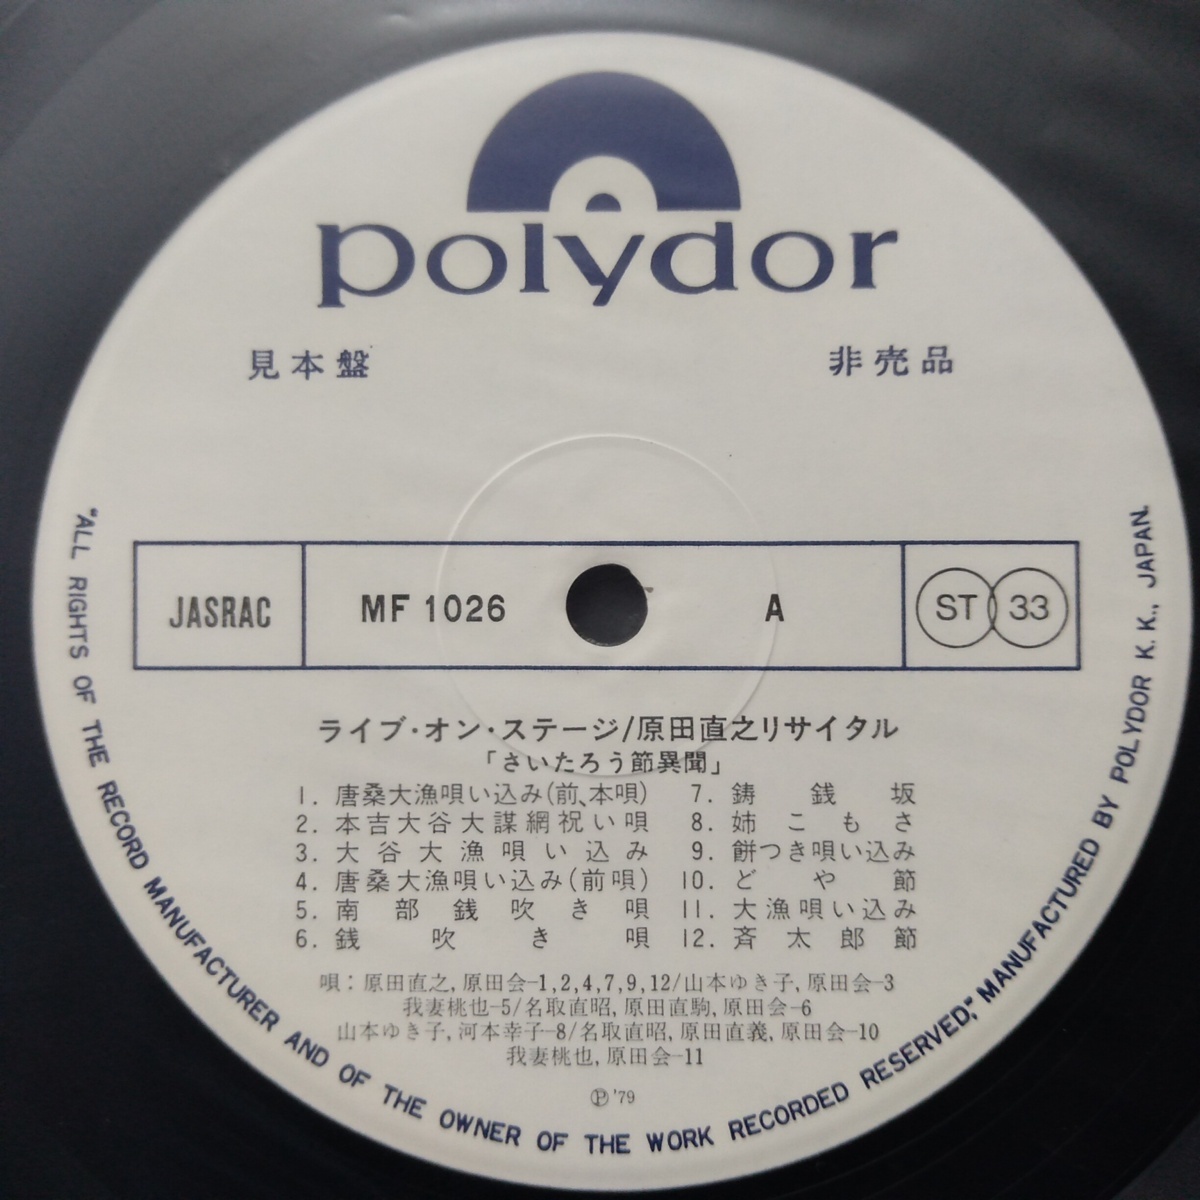 polydor
見本盤 非売品
JASRAC MF 1026 A ST 33
ライブ・オン・ステージ/原田直之リサイタル
「さいたろう節異聞」
1. 唐桑大漁唄い込み(前、本唄)
2. 本吉大谷大謀網祝い唄
3. 大谷大漁唄い込み
4. 唐桑大漁唄い込み(前唄)
5. 南部銭吹き唄
6. 銭吹き唄
7. 鋳銭坂
8. 姉こもさ
9. 餅つき唄い込み
10. どや節
11. 大漁唄い込み
12. 斉太郎節
唄：原田直之, 原田会-1,2,4,7,9,12/山本ゆき子, 原田会-3
我妻桃也-5/名取直昭, 原田直駒, 原田会-6
山本ゆき子, 河本幸子-8/名取直昭, 原田直義, 原田会-10
我妻桃也, 原田会-11
Ⓟ '79
"ALL RIGHTS OF THE RECORD MANUFACTURER AND OF THE OWNER OF THE WORK RECORDED RESERVED;" MANUFACTURED BY POLYDOR K. K., JAPAN.